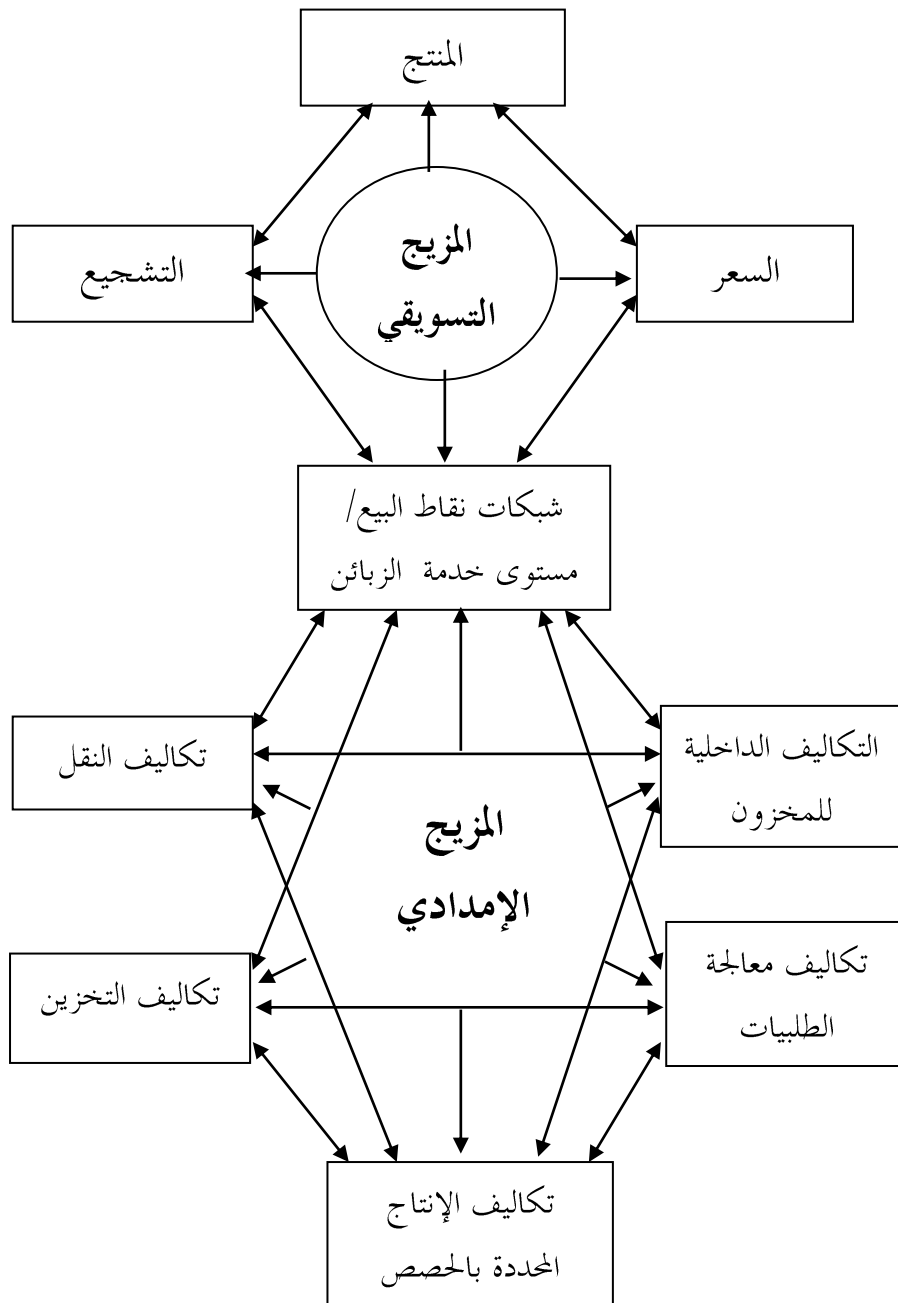 المنتج
المزيج
التسويقي
السعر
التشجيع
شبكات نقاط البيع/
مستوى خدمة الزبائن
التكاليف الداخلية
للمخزون
تكاليف النقل
المزيج
الإمدادي
تكاليف معالجة
الطلبيات
تكاليف التخزين
تكاليف الإنتاج
المحددة بالحصص